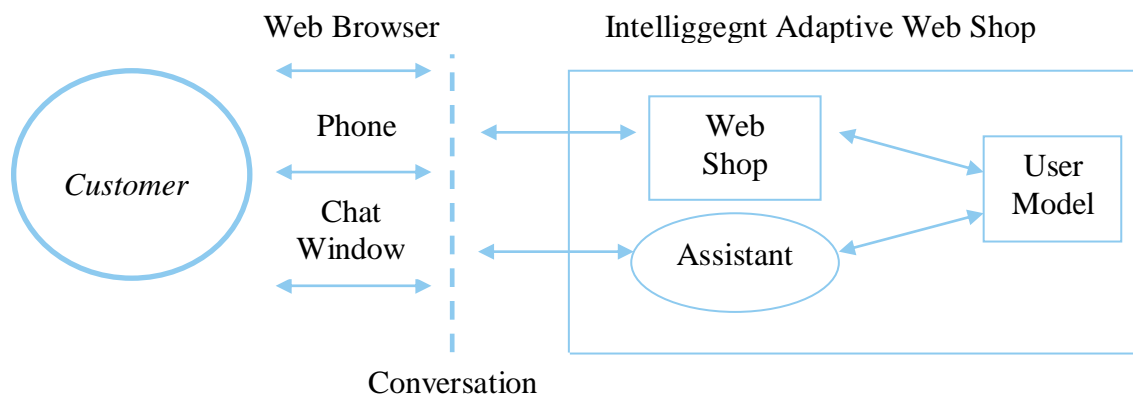 Web Browser
Intelliggegnt Adaptive Web Shop
Customer
Phone
Chat
Window
Conversation
Web
Shop
Assistant
User
Model